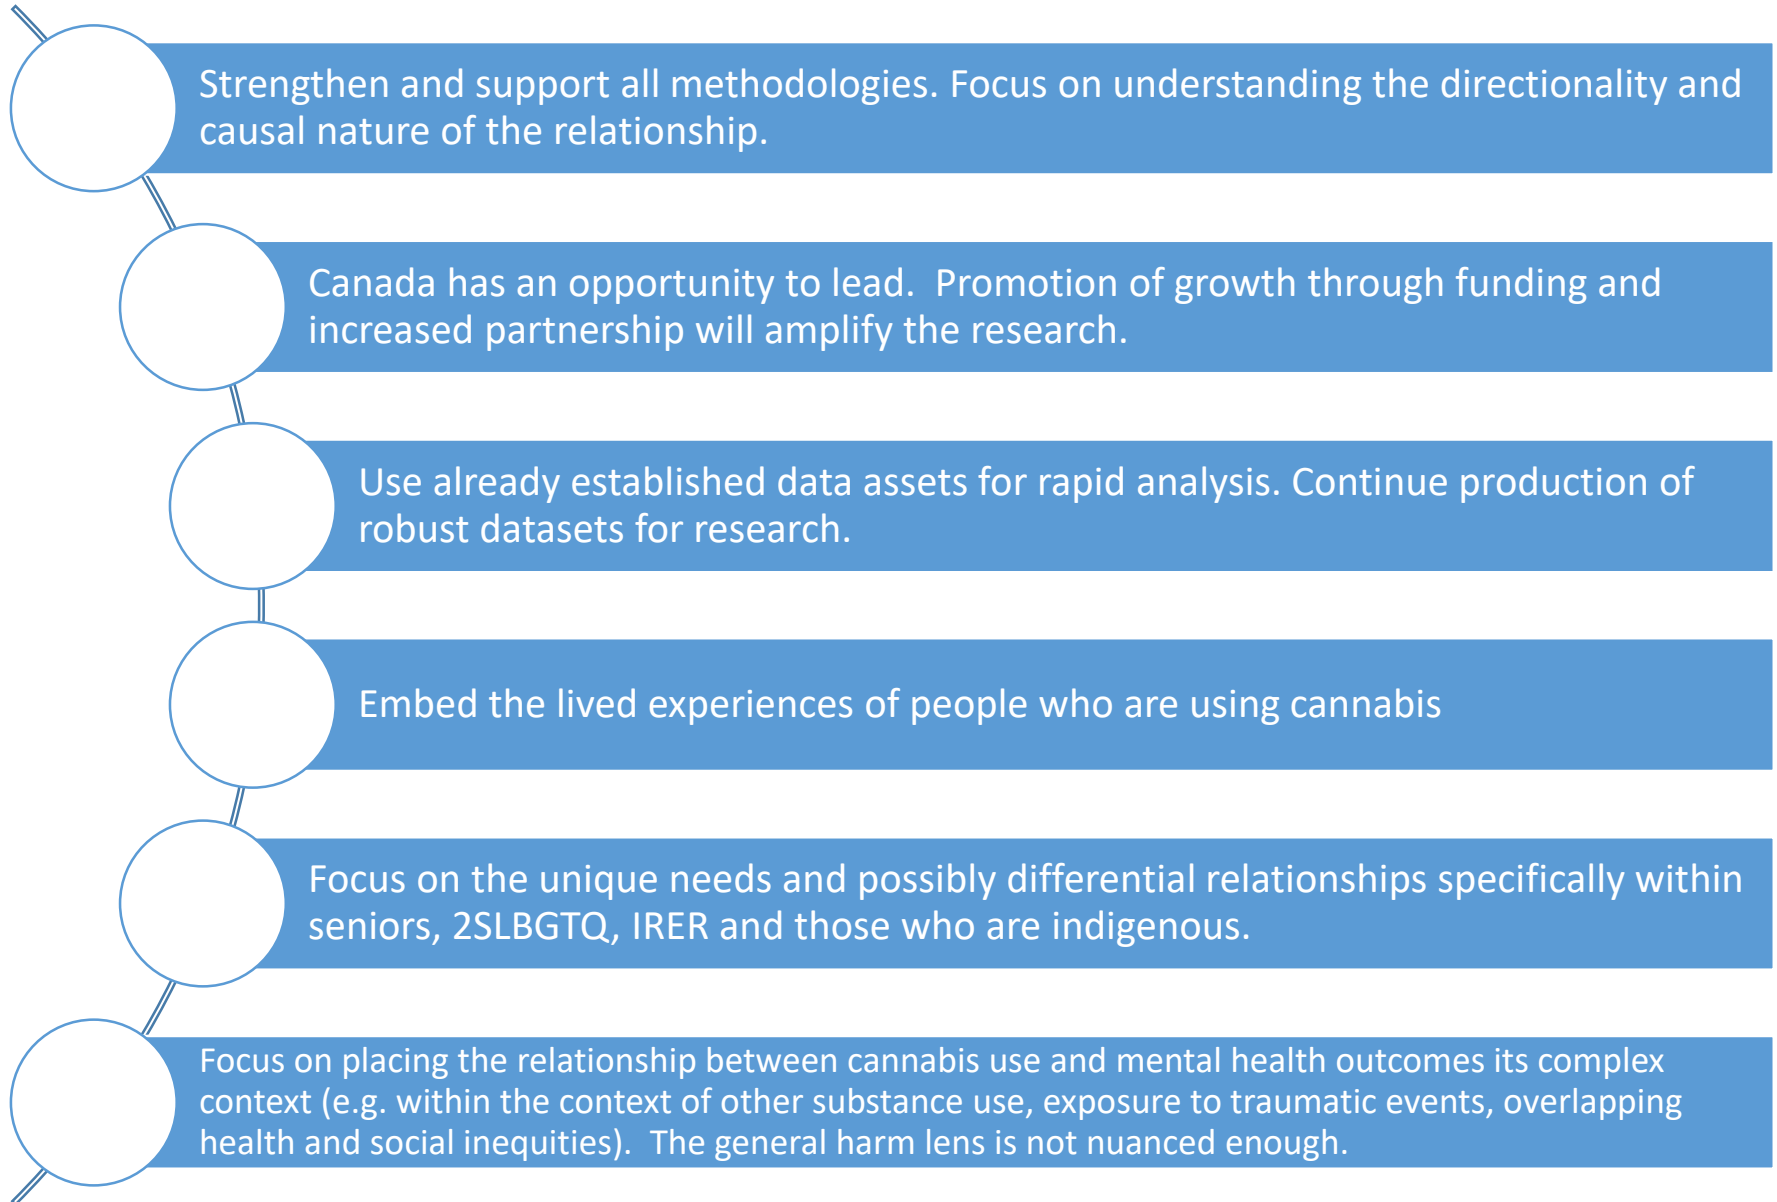 Strengthen and support all methodologies. Focus on understanding the directionality and
causal nature of the relationship.
Canada has an opportunity to lead.  Promotion of growth through funding and
increased partnership will amplify the research.
Use already established data assets for rapid analysis. Continue production of
robust datasets for research.
Embed the lived experiences of people who are using cannabis
Focus on the unique needs and possibly differential relationships specifically within
seniors, 2SLBGTQ, IRER and those who are indigenous.
Focus on placing the relationship between cannabis use and mental health outcomes its complex
context (e.g. within the context of other substance use, exposure to traumatic events, overlapping
health and social inequities).  The general harm lens is not nuanced enough.